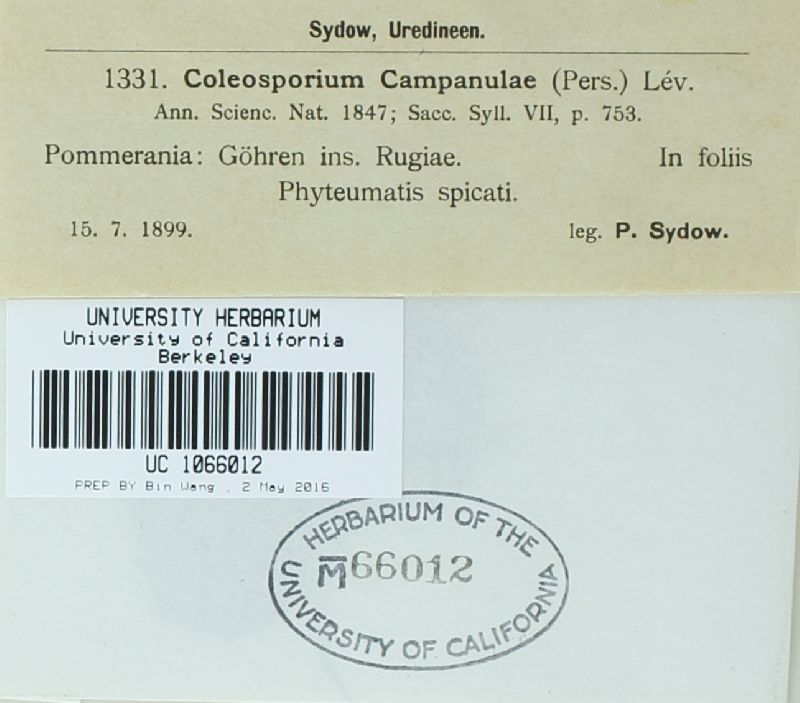 Sydow, Uredineen.
1331. Coleosporium Campanulae (Pers.) Lév.
Ann. Scienc. Nat. 1847; Sacc. Syll. VII, p. 753.
Pommerania: Göhren ins. Rugiae. In foliis
Phyteumatis spicati.
15. 7. 1899. leg. P. Sydow.
UNIVERSITY HERBARIUM
University of California
Berkeley
UC 1066012
PREP BY Bin Wang , 2 May 2016
HERBARIUM OF THE
M̅66012
UNIVERSITY OF CALIFORNIA